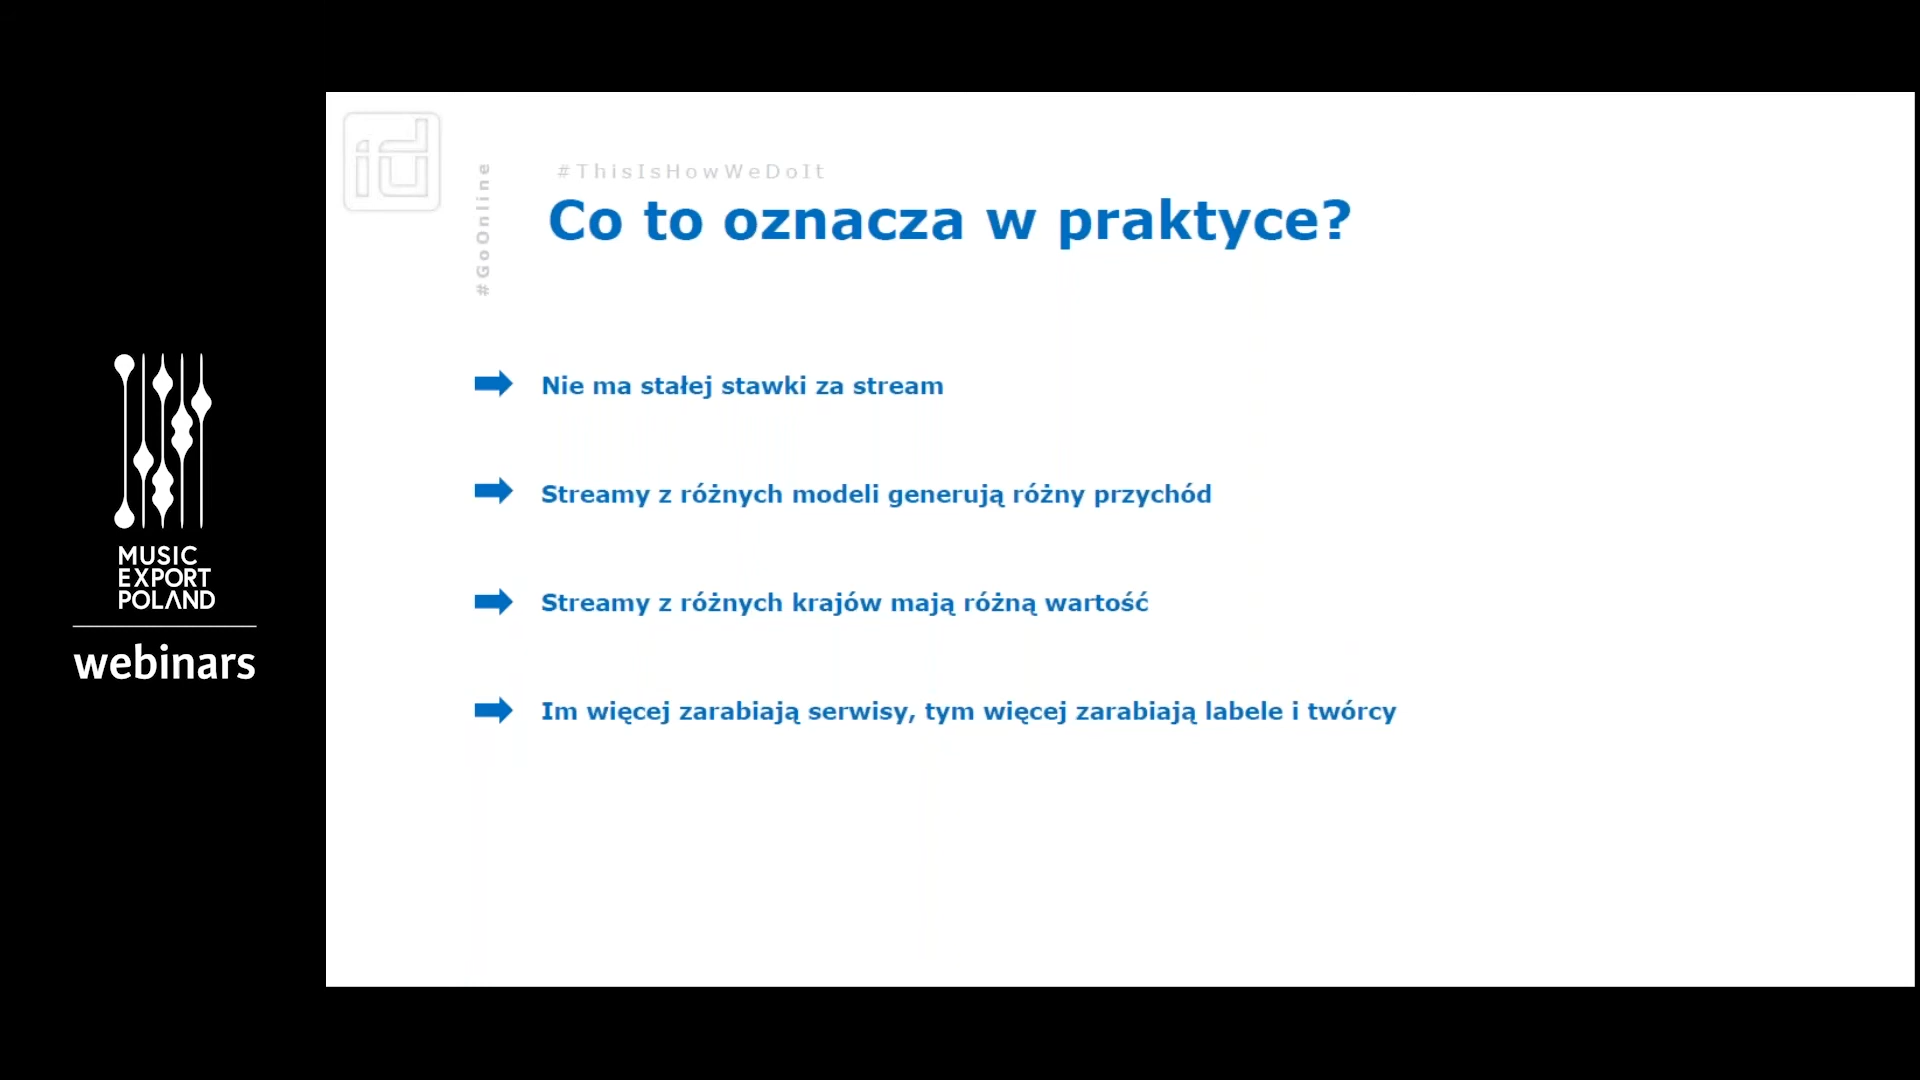 MUSIC
EXPORT
POLAND
webinars
id
#GoOnline
#ThisIsHowWeDoIt
Co to oznacza w praktyce?
Nie ma stałej stawki za stream
Streamy z różnych modeli generują różny przychód
Streamy z różnych krajów mają różną wartość
Im więcej zarabiają serwisy, tym więcej zarabiają labele i twórcy